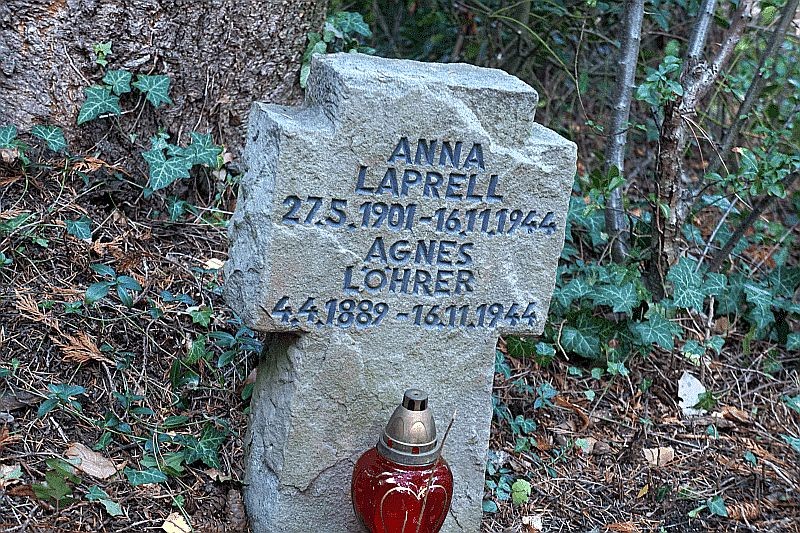 ANNA
LAPRELL
27.5.1901-16.11.1944
AGNES
LÖHRER
4.4.1889-16.11.1944